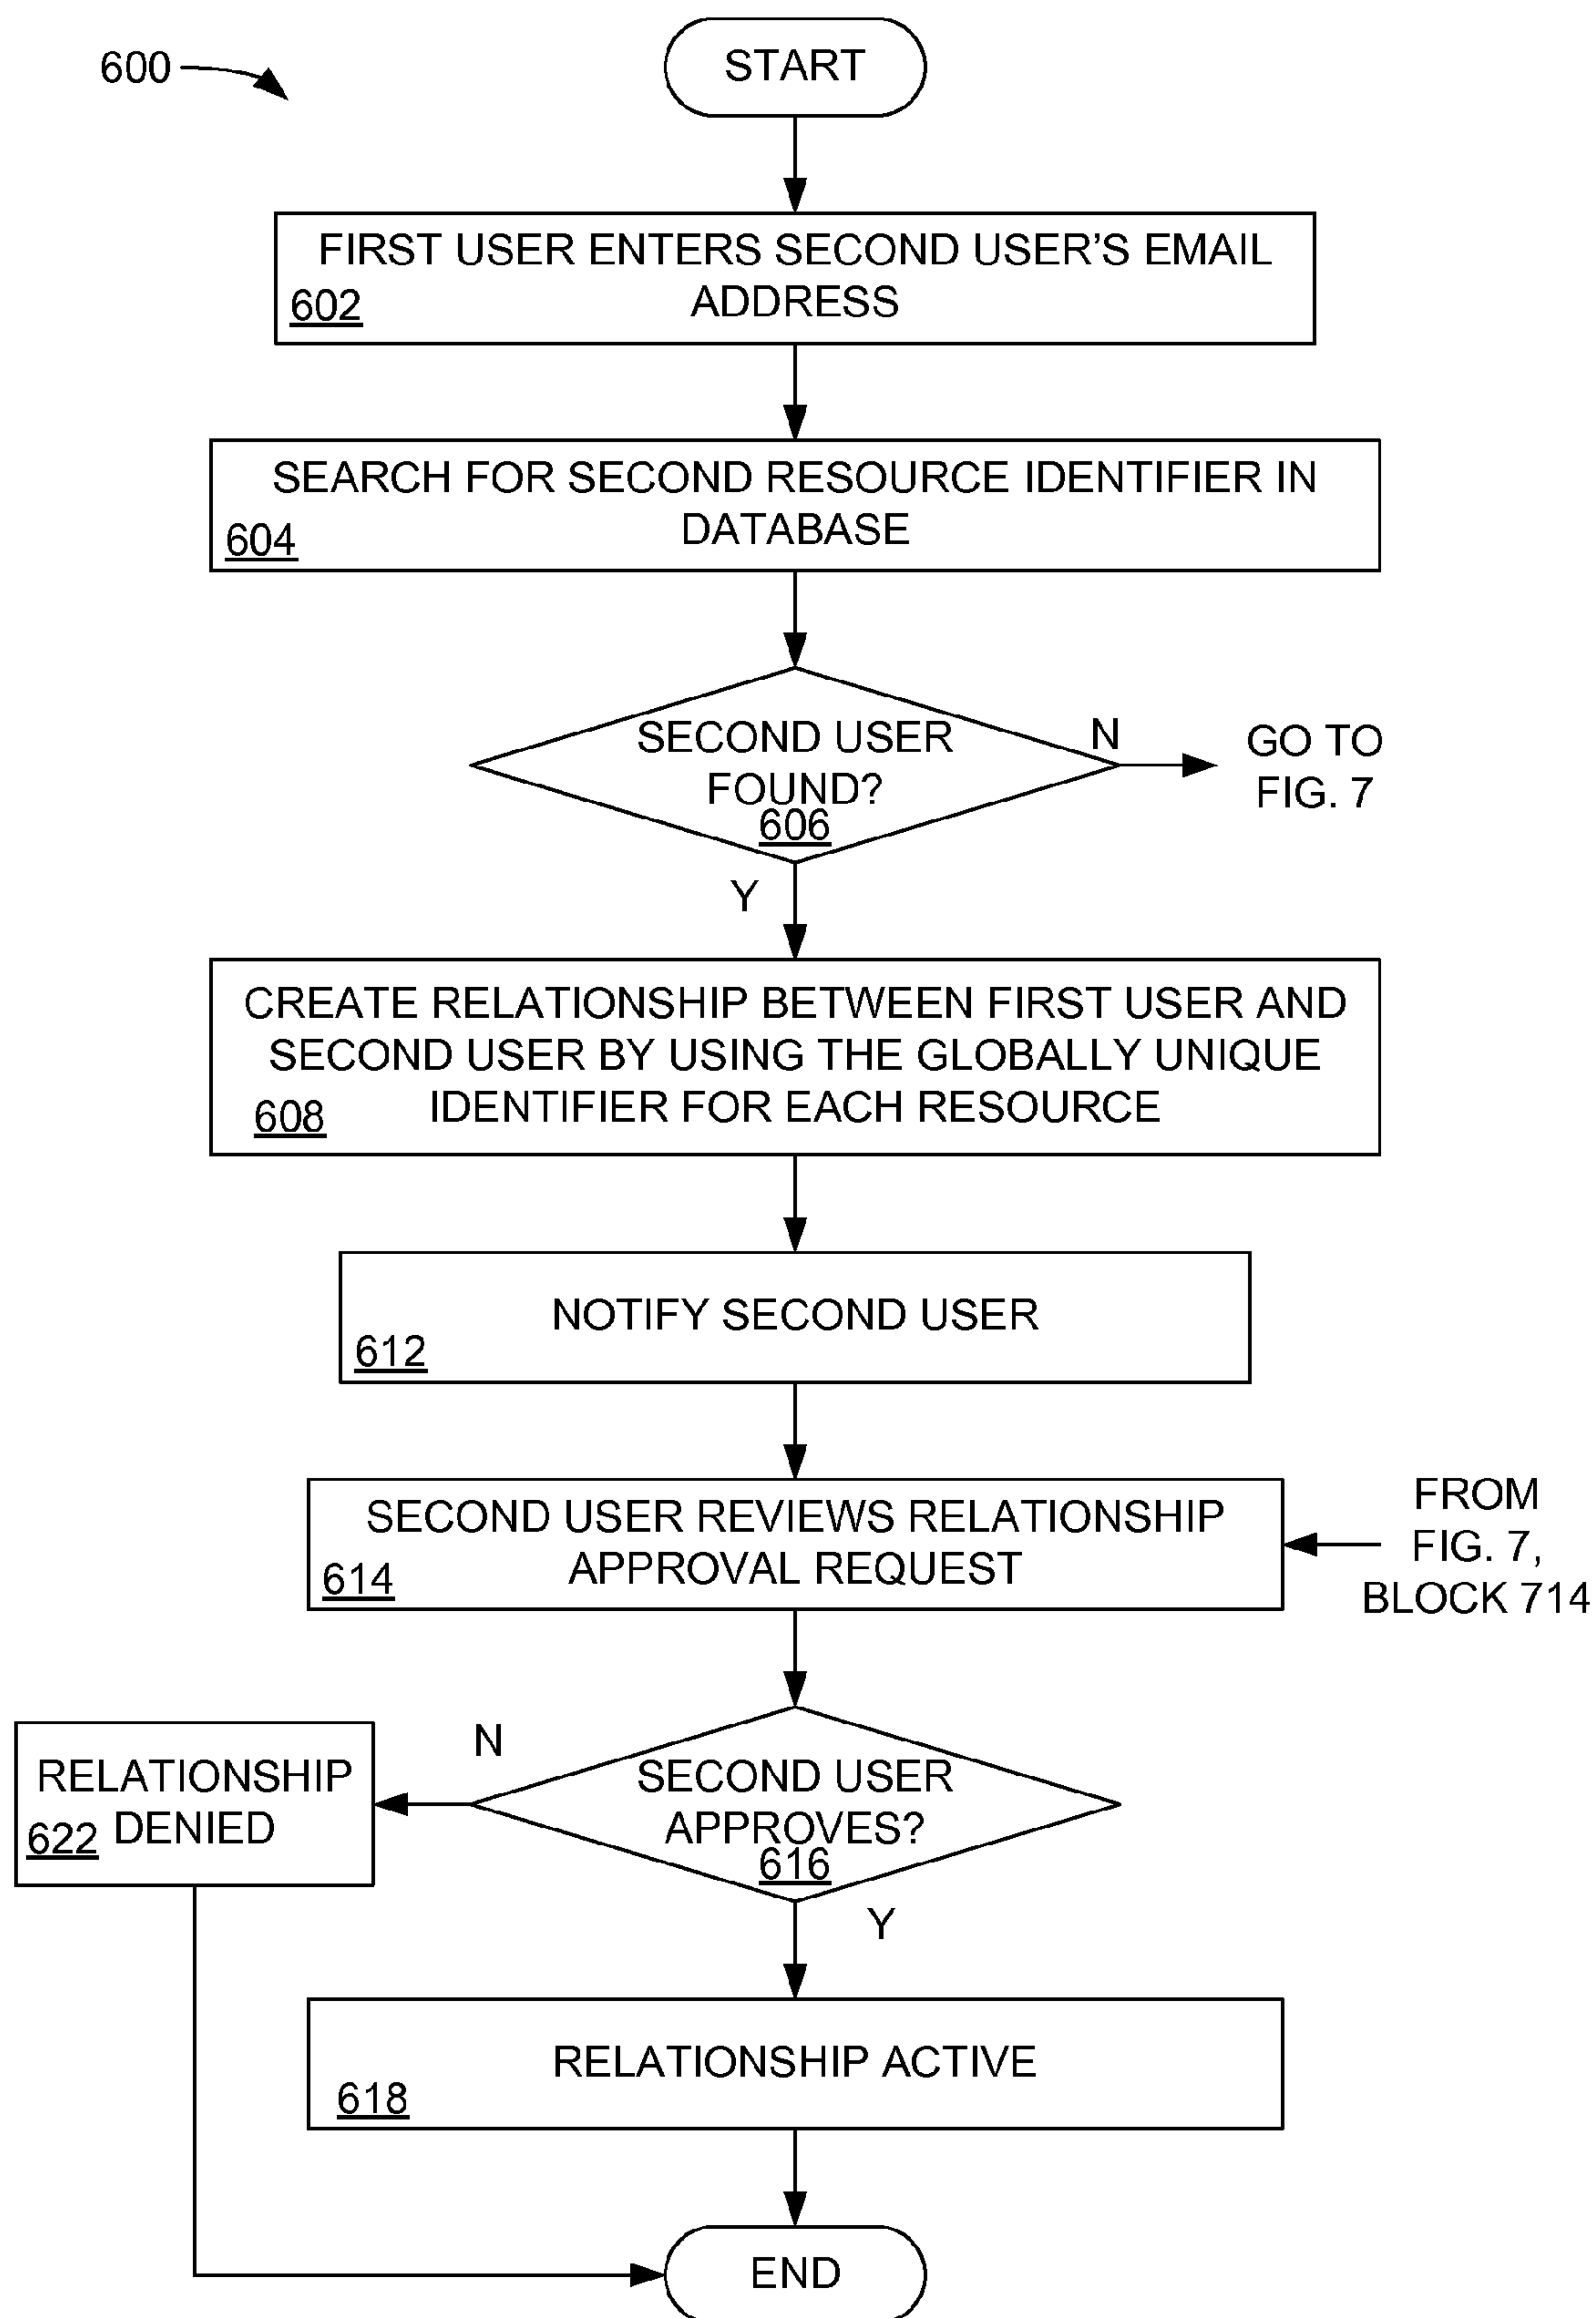 600
START
FIRST USER ENTERS SECOND USER'S EMAIL
ADDRESS
602
SEARCH FOR SECOND RESOURCE IDENTIFIER IN
DATABASE
604
SECOND USER
FOUND?
606
N
GO TO
FIG. 7
Y
CREATE RELATIONSHIP BETWEEN FIRST USER AND
SECOND USER BY USING THE GLOBALLY UNIQUE
IDENTIFIER FOR EACH RESOURCE
608
NOTIFY SECOND USER
612
SECOND USER REVIEWS RELATIONSHIP
APPROVAL REQUEST
614
FROM
FIG. 7,
BLOCK 714
SECOND USER
APPROVES?
616
N
RELATIONSHIP
DENIED
622
Y
RELATIONSHIP ACTIVE
618
END